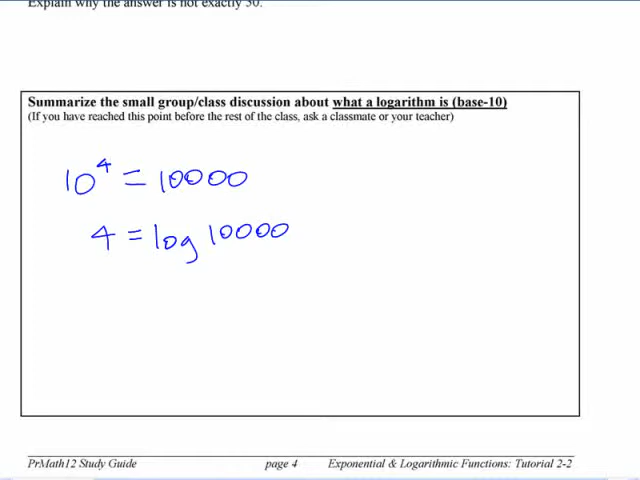 Explain why the answer is not exactly 50.
Summarize the small group/class discussion about what a logarithm is (base-10)
(If you have reached this point before the rest of the class, ask a classmate or your teacher)
10⁴ = 10000
4 = log 10000
PrMath12 Study Guide page 4 Exponential & Logarithmic Functions: Tutorial 2-2